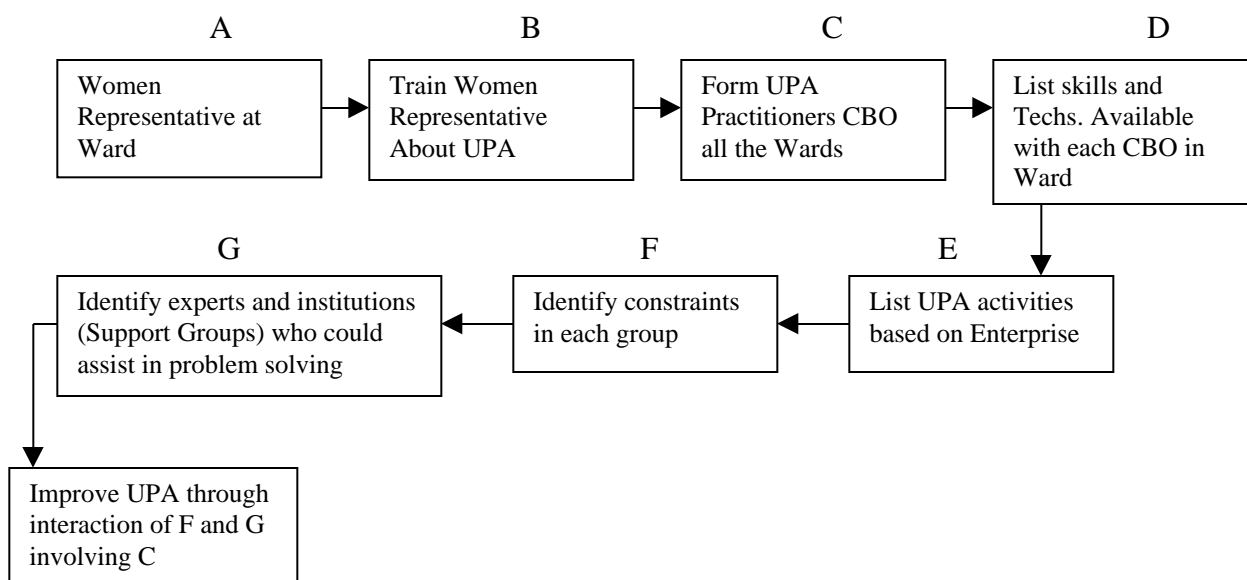 A
B
C
D
Women
Representative at
Ward
Train Women
Representative
About UPA
Form UPA
Practitioners CBO
all the Wards
List skills and
Techs. Available
with each CBO in
Ward
G
F
E
Identify experts and institutions
(Support Groups) who could
assist in problem solving
Identify constraints
in each group
List UPA activities
based on Enterprise
Improve UPA through
interaction of F and G
involving C